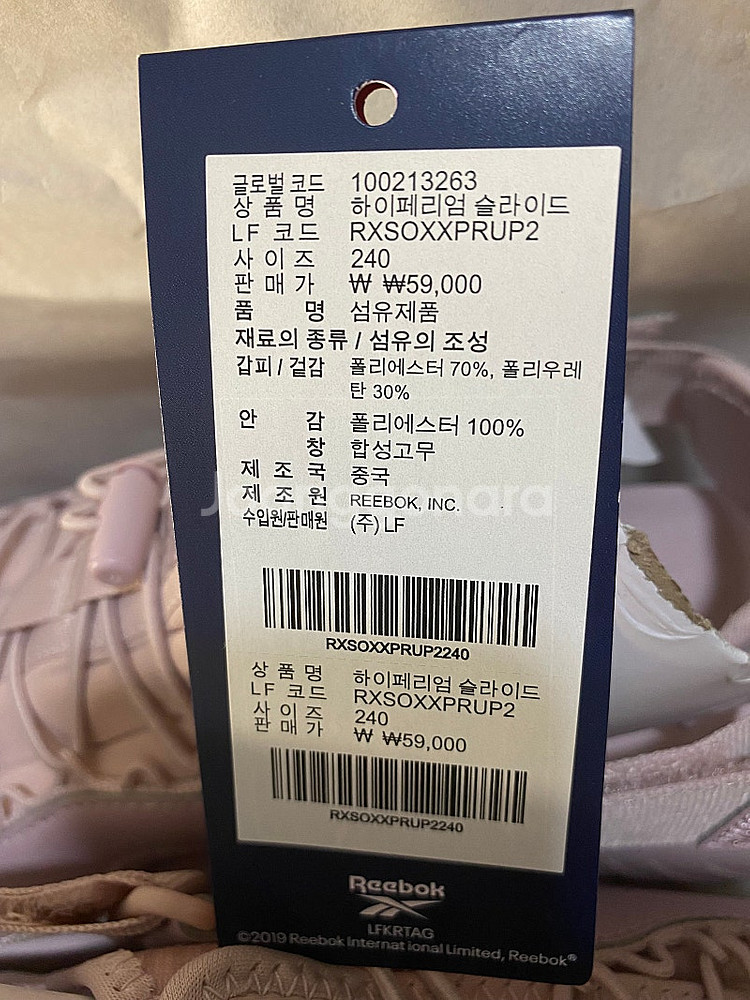 글로벌 코드 100213263
상 품 명 하이페리엄 슬라이드
LF 코드 RXSOXXPRUP2
사 이 즈 240
판 매 가 ₩ ₩59,000
품 명 섬유제품
재료의 종류 / 섬유의 조성
갑피 / 겉감 폴리에스터 70%, 폴리우레
탄 30%
안 감 폴리에스터 100%
창 합성고무
제 조 국 중국
제 조 원 REEBOK, INC.
수입원/판매원 (주) LF
RXSOXXPRUP2240
상 품 명 하이페리엄 슬라이드
LF 코드 RXSOXXPRUP2
사 이 즈 240
판 매 가 ₩ ₩59,000
RXSOXXPRUP2240
Reebok
LFKRTAG
©2019 Reebok International Limited, Reebok®